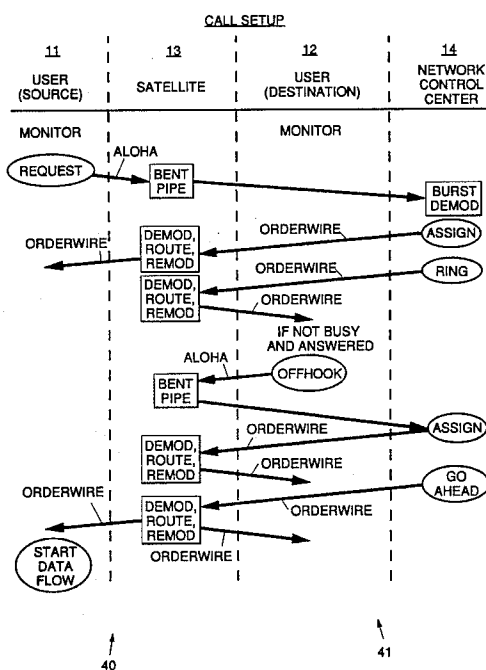 CALL SETUP
11
13
12
14
USER
(SOURCE)
SATELLITE
USER
(DESTINATION)
NETWORK
CONTROL
CENTER
MONITOR
MONITOR
REQUEST
ALOHA
BENT
PIPE
BURST
DEMOD
ORDERWIRE
DEMOD,
ROUTE,
REMOD
ORDERWIRE
ASSIGN
DEMOD,
ROUTE,
REMOD
ORDERWIRE
RING
ORDERWIRE
IF NOT BUSY
AND ANSWERED
ALOHA
OFFHOOK
BENT
PIPE
ASSIGN
ORDERWIRE
DEMOD,
ROUTE,
REMOD
ORDERWIRE
GO
AHEAD
ORDERWIRE
DEMOD,
ROUTE,
REMOD
ORDERWIRE
ORDERWIRE
START
DATA
FLOW
40
41